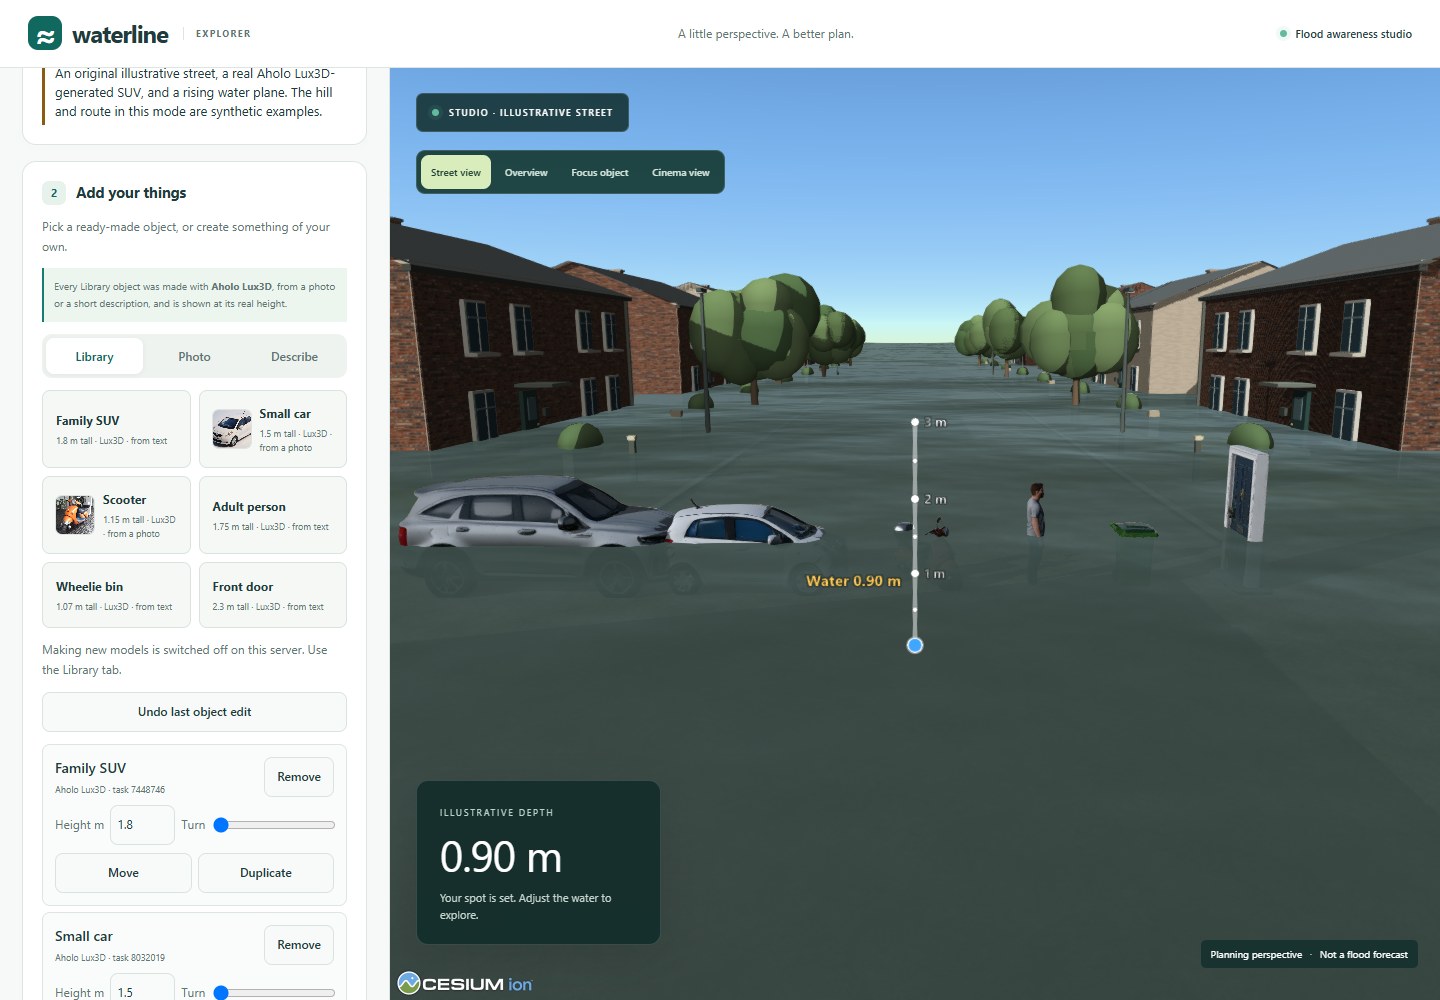 waterline
EXPLORER
A little perspective. A better plan.
Flood awareness studio
An original illustrative street, a real Aholo Lux3D-
generated SUV, and a rising water plane. The hill
and route in this mode are synthetic examples.
2
Add your things
Pick a ready-made object, or create something of your
own.
Every Library object was made with Aholo Lux3D, from a photo
or a short description, and is shown at its real height.
Library
Photo
Describe
Family SUV
1.8 m tall · Lux3D · from text
Small car
1.5 m tall · Lux3D ·
from a photo
Scooter
1.15 m tall · Lux3D
· from a photo
Adult person
1.75 m tall · Lux3D · from text
Wheelie bin
1.07 m tall · Lux3D · from text
Front door
2.3 m tall · Lux3D · from text
Making new models is switched off on this server. Use
the Library tab.
Undo last object edit
Family SUV
Remove
Aholo Lux3D · task 7448746
Height m
1.8
Turn
Move
Duplicate
Small car
Remove
Aholo Lux3D · task 8032019
Height m
1.5
Turn
STUDIO · ILLUSTRATIVE STREET
Street view
Overview
Focus object
Cinema view
3 m
2 m
1 m
Water 0.90 m
ILLUSTRATIVE DEPTH
0.90 m
Your spot is set. Adjust the water to
explore.
Planning perspective · Not a flood forecast
CESIUM ion